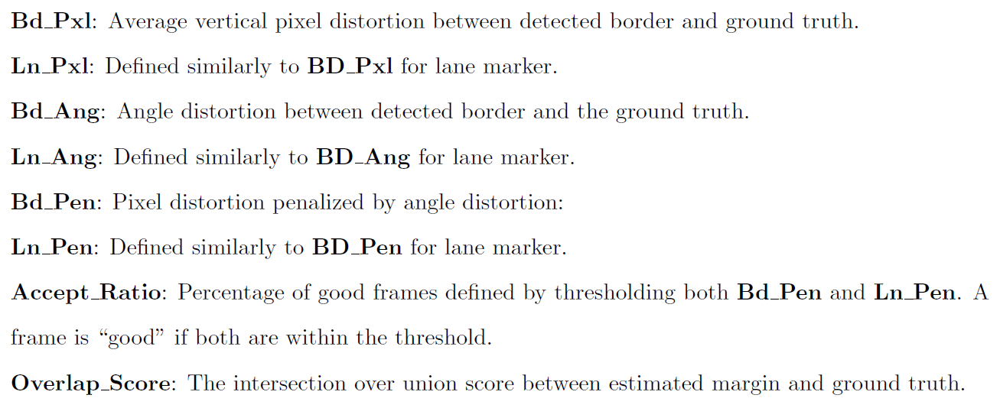 Bd_Pxl: Average vertical pixel distortion between detected border and ground truth.
Ln_Pxl: Defined similarly to BD_Pxl for lane marker.
Bd_Ang: Angle distortion between detected border and the ground truth.
Ln_Ang: Defined similarly to BD_Ang for lane marker.
Bd_Pen: Pixel distortion penalized by angle distortion:
Ln_Pen: Defined similarly to BD_Pen for lane marker.
Accept_Ratio: Percentage of good frames defined by thresholding both Bd_Pen and Ln_Pen. A
frame is “good” if both are within the threshold.
Overlap_Score: The intersection over union score between estimated margin and ground truth.